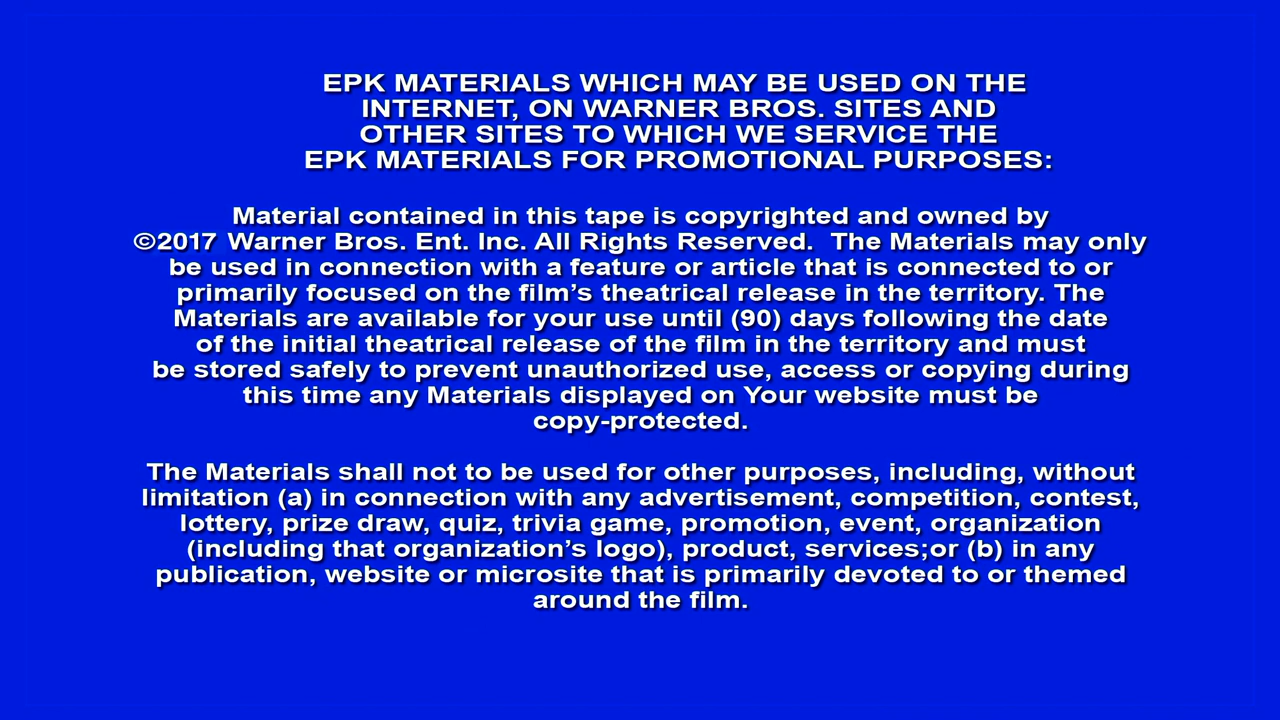 EPK MATERIALS WHICH MAY BE USED ON THE
INTERNET, ON WARNER BROS. SITES AND
OTHER SITES TO WHICH WE SERVICE THE
EPK MATERIALS FOR PROMOTIONAL PURPOSES:
Material contained in this tape is copyrighted and owned by
©2017 Warner Bros. Ent. Inc. All Rights Reserved.  The Materials may only
be used in connection with a feature or article that is connected to or
primarily focused on the film’s theatrical release in the territory. The
Materials are available for your use until (90) days following the date
of the initial theatrical release of the film in the territory and must
be stored safely to prevent unauthorized use, access or copying during
this time any Materials displayed on Your website must be
copy-protected.
The Materials shall not to be used for other purposes, including, without
limitation (a) in connection with any advertisement, competition, contest,
lottery, prize draw, quiz, trivia game, promotion, event, organization
(including that organization’s logo), product, services;or (b) in any
publication, website or microsite that is primarily devoted to or themed
around the film.